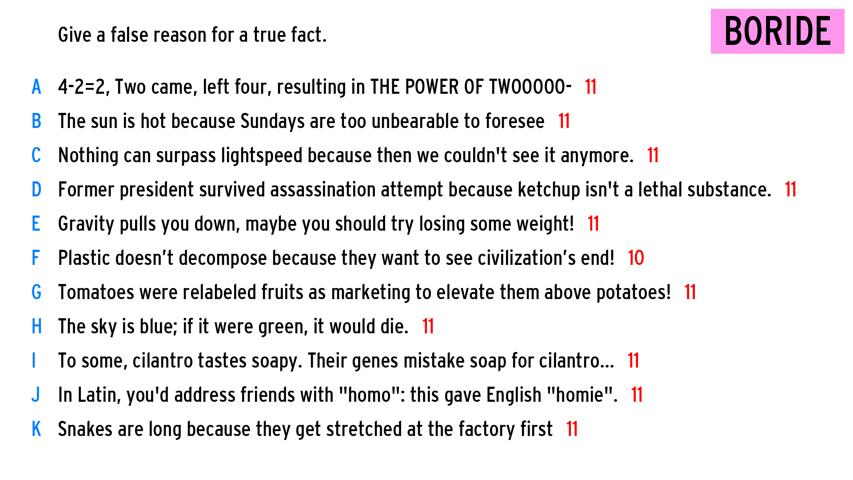 Give a false reason for a true fact.
BORIDE
A 4-2=2, Two came, left four, resulting in THE POWER OF TWOOOOO- 11
B The sun is hot because Sundays are too unbearable to foresee 11
C Nothing can surpass lightspeed because then we couldn't see it anymore. 11
D Former president survived assassination attempt because ketchup isn't a lethal substance. 11
E Gravity pulls you down, maybe you should try losing some weight! 11
F Plastic doesn’t decompose because they want to see civilization’s end! 10
G Tomatoes were relabeled fruits as marketing to elevate them above potatoes! 11
H The sky is blue; if it were green, it would die. 11
I To some, cilantro tastes soapy. Their genes mistake soap for cilantro... 11
J In Latin, you'd address friends with "homo": this gave English "homie". 11
K Snakes are long because they get stretched at the factory first 11